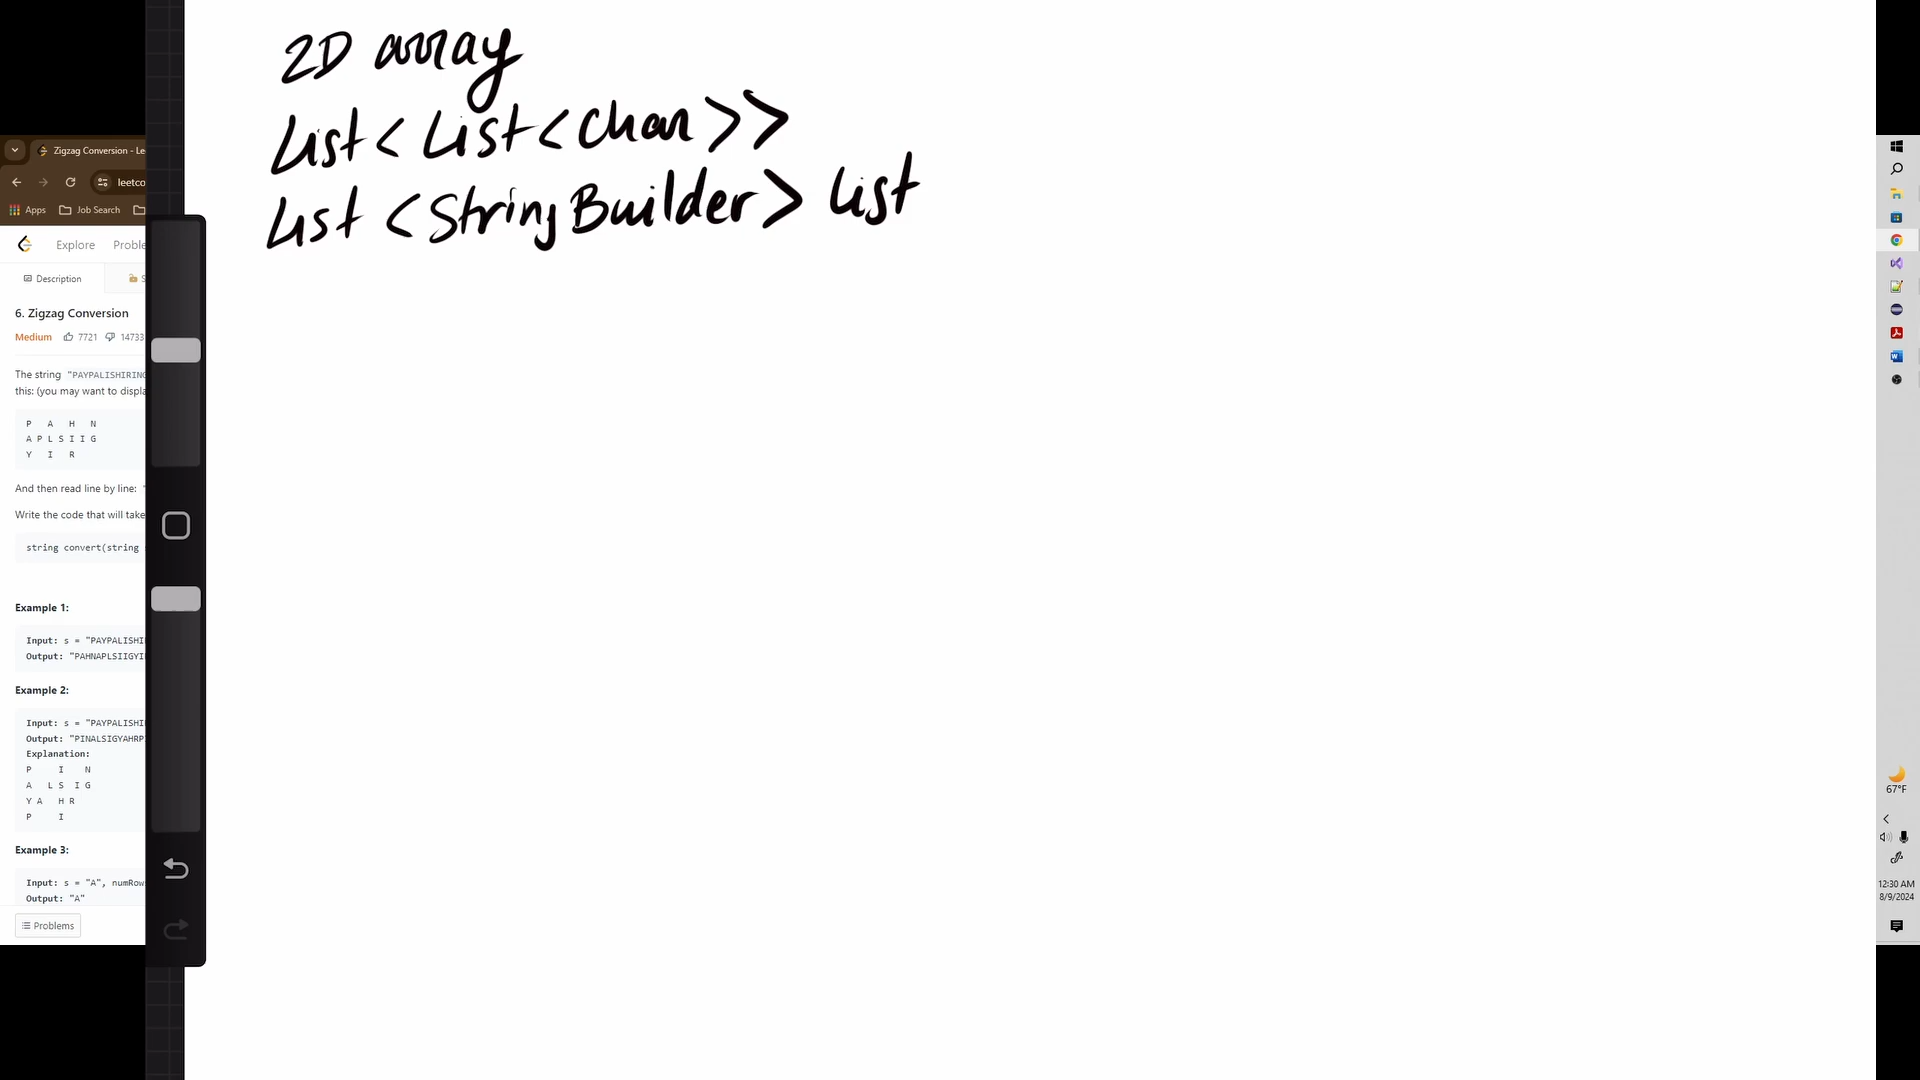 2D array
List<List<char>>
List <StringBuilder> list
Zigzag Conversion - Le
leetco
Apps
Job Search
Explore
Proble
Description
S
6. Zigzag Conversion
Medium
7721
14733
The string "PAYPALISHIRING
this: (you may want to displa
P A H N
A P L S I I G
Y I R
And then read line by line: "
Write the code that will take
string convert(string
Example 1:
Input: s = "PAYPALISHI
Output: "PAHNAPLSIIGYI
Example 2:
Input: s = "PAYPALISHI
Output: "PINALSIGYAHRP
Explanation:
P I N
A L S I G
Y A H R
P I
Example 3:
Input: s = "A", numRow
Output: "A"
Problems
67°F
12:30 AM
8/9/2024